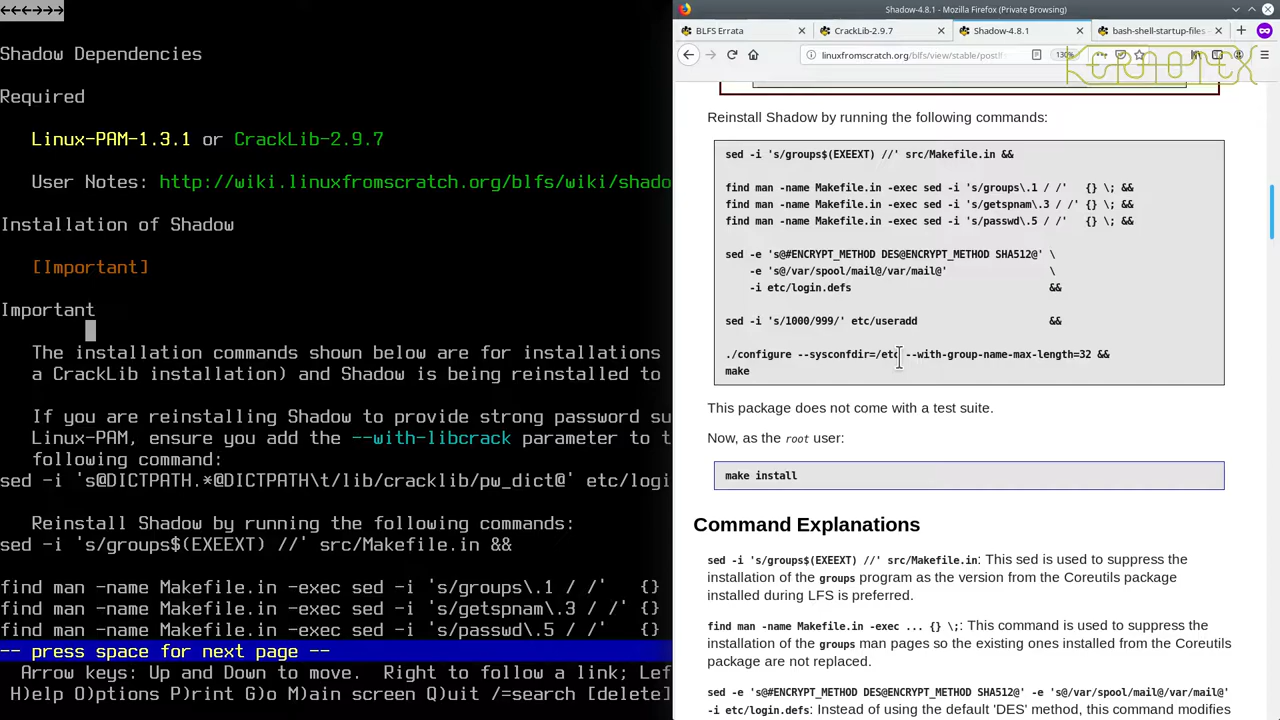 ←←←→→→
Shadow Dependencies
Required
Linux-PAM-1.3.1 or CrackLib-2.9.7
User Notes: http://wiki.linuxfromscratch.org/blfs/wiki/shado
Installation of Shadow
[Important]
Important
The installation commands shown below are for installations
a CrackLib installation) and Shadow is being reinstalled to
If you are reinstalling Shadow to provide strong password su
Linux-PAM, ensure you add the --with-libcrack parameter to t
following command:
sed -i 's@DICTPATH.*@DICTPATH\t/lib/cracklib/pw_dict@' etc/logi
Reinstall Shadow by running the following commands:
sed -i 's/groups$(EXEEXT) //' src/Makefile.in &&
find man -name Makefile.in -exec sed -i 's/groups\.1 / /'   {}
find man -name Makefile.in -exec sed -i 's/getspnam\.3 / /' {}
find man -name Makefile.in -exec sed -i 's/passwd\.5 / /'   {}
-- press space for next page --
Arrow keys: Up and Down to move.  Right to follow a link; Lef
H)elp O)ptions P)rint G)o M)ain screen Q)uit /=search [delete]
Shadow-4.8.1 - Mozilla Firefox (Private Browsing)
BLFS Errata
CrackLib-2.9.7
Shadow-4.8.1
bash-shell-startup-files -
linuxfromscratch.org/blfs/view/stable/postl
130%
KERNOTEX
Reinstall Shadow by running the following commands:
sed -i 's/groups$(EXEEXT) //' src/Makefile.in &&
find man -name Makefile.in -exec sed -i 's/groups\.1 / /'   {} \; &&
find man -name Makefile.in -exec sed -i 's/getspnam\.3 / /' {} \; &&
find man -name Makefile.in -exec sed -i 's/passwd\.5 / /'   {} \; &&
sed -e 's@#ENCRYPT_METHOD DES@ENCRYPT_METHOD SHA512@' \
-e 's@/var/spool/mail@/var/mail@' \
-i etc/login.defs &&
sed -i 's/1000/999/' etc/useradd &&
./configure --sysconfdir=/etc --with-group-name-max-length=32 &&
make
This package does not come with a test suite.
Now, as the root user:
make install
Command Explanations
sed -i 's/groups$(EXEEXT) //' src/Makefile.in: This sed is used to suppress the
installation of the groups program as the version from the Coreutils package
installed during LFS is preferred.
find man -name Makefile.in -exec ... {} \;: This command is used to suppress the
installation of the groups man pages so the existing ones installed from the Coreutils
package are not replaced.
sed -e 's@#ENCRYPT_METHOD DES@ENCRYPT_METHOD SHA512@' -e 's@/var/spool/mail@/var/mail@'
-i etc/login.defs: Instead of using the default 'DES' method, this command modifies